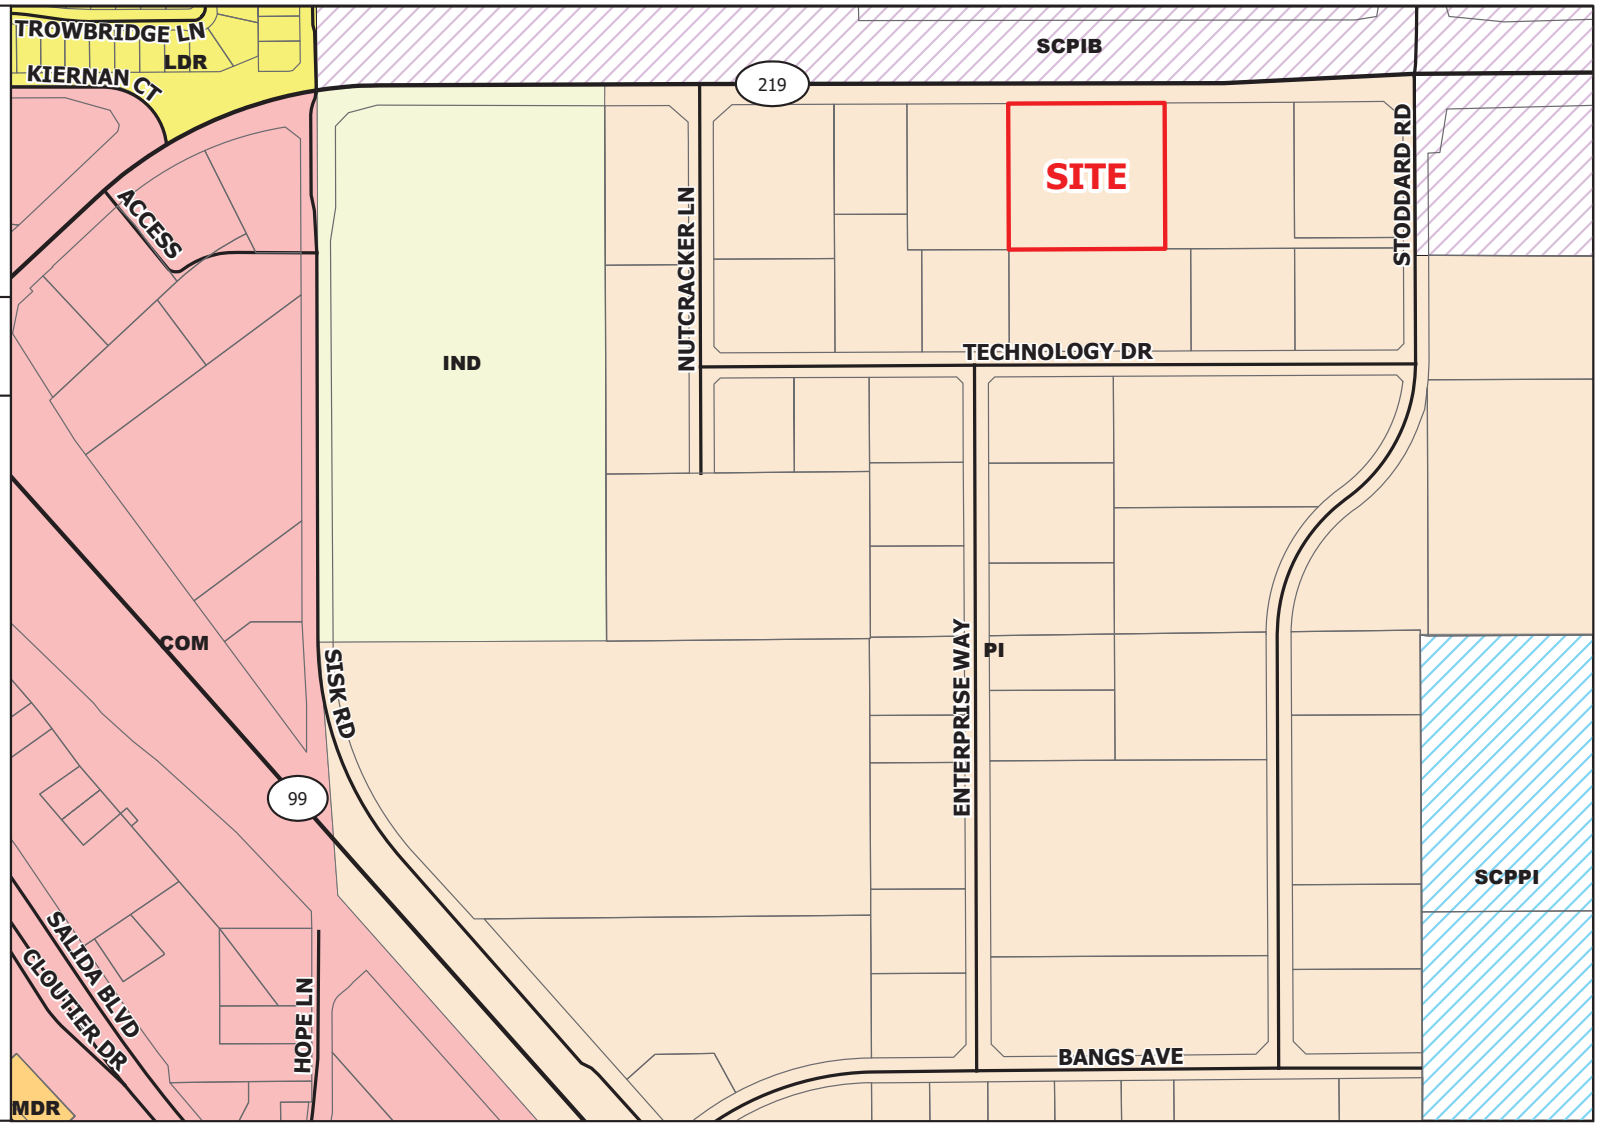 TROWBRIDGE LN
SCPIB
LDR
KIERNAN CT
219
STODDARD RD
SITE
ACCESS
NUTCRACKER LN
TECHNOLOGY DR
IND
COM
SISK RD
ENTERPRISE WAY
PI
99
SCPPI
SALIDA BLVD
CLOUTIER DR
HOPE LN
BANGS AVE
MDR